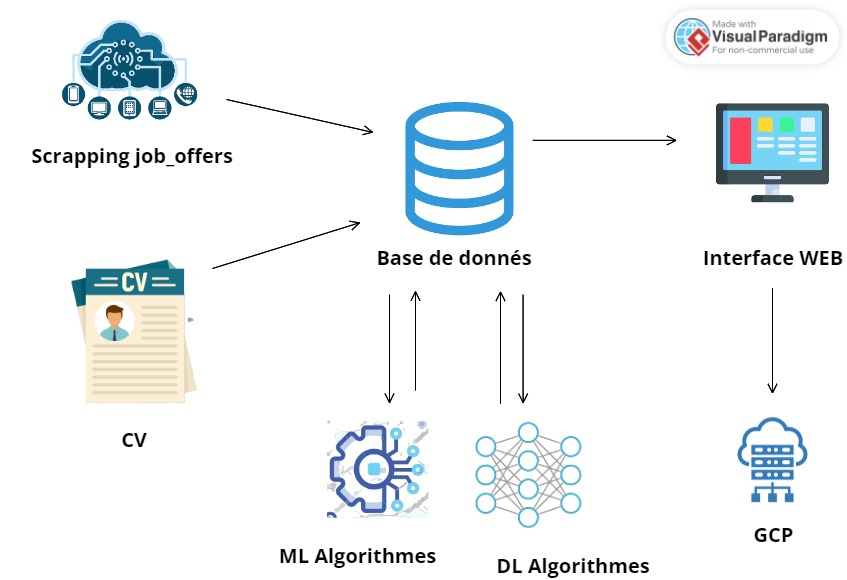 Made with
Visual Paradigm
For non-commercial use
Scrapping job_offers
Base de donnés
Interface WEB
CV
CV
ML Algorithmes
DL Algorithmes
GCP